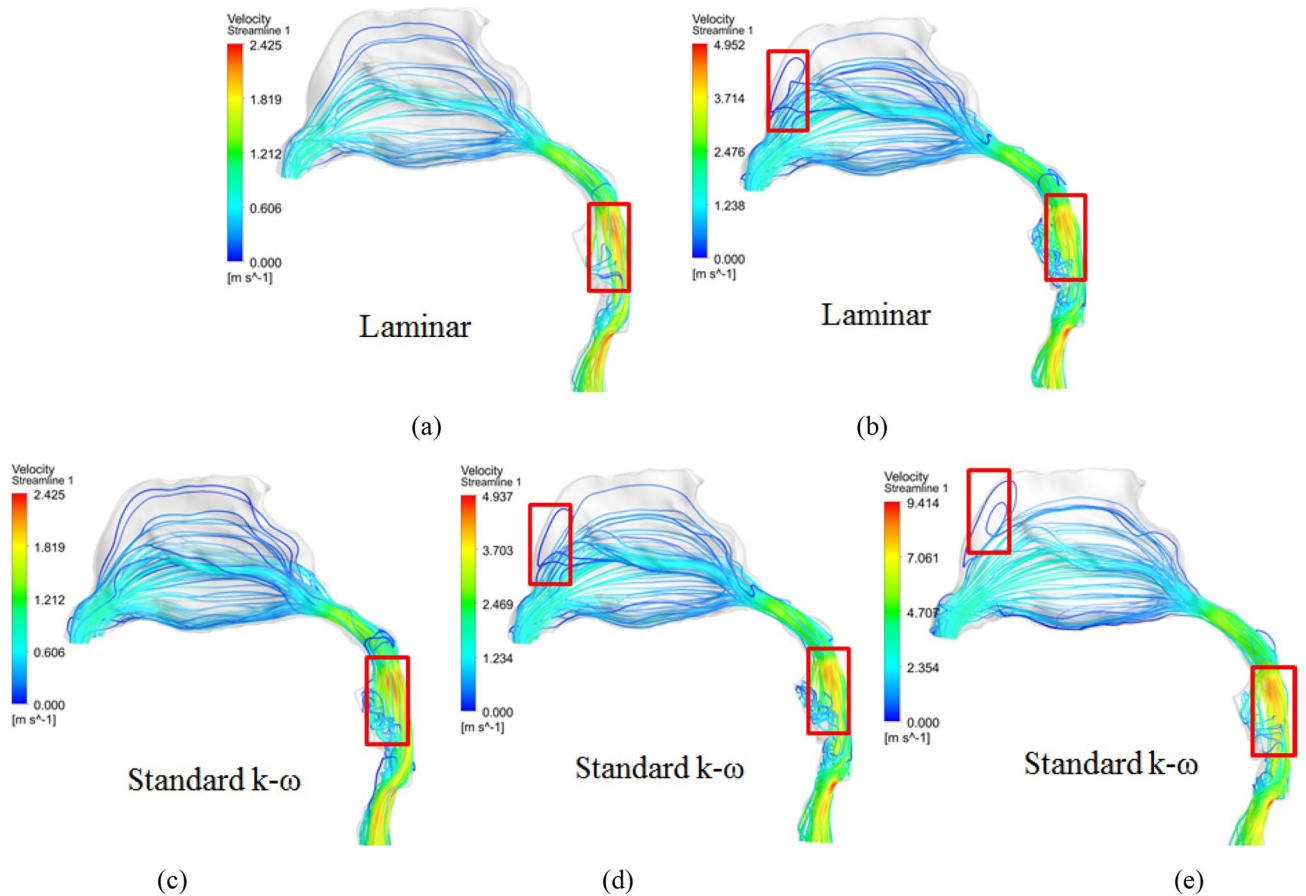 Velocity
Streamline 1
2.425
1.819
1.212
0.606
0.000
[m s^-1]
Laminar
(a)
Velocity
Streamline 1
4.952
3.714
2.476
1.238
0.000
[m s^-1]
Laminar
(b)
Velocity
Streamline 1
2.425
1.819
1.212
0.606
0.000
[m s^-1]
Standard k-ω
(c)
Velocity
Streamline 1
4.937
3.703
2.469
1.234
0.000
[m s^-1]
Standard k-ω
(d)
Velocity
Streamline 1
9.414
7.061
4.707
2.354
0.000
[m s^-1]
Standard k-ω
(e)